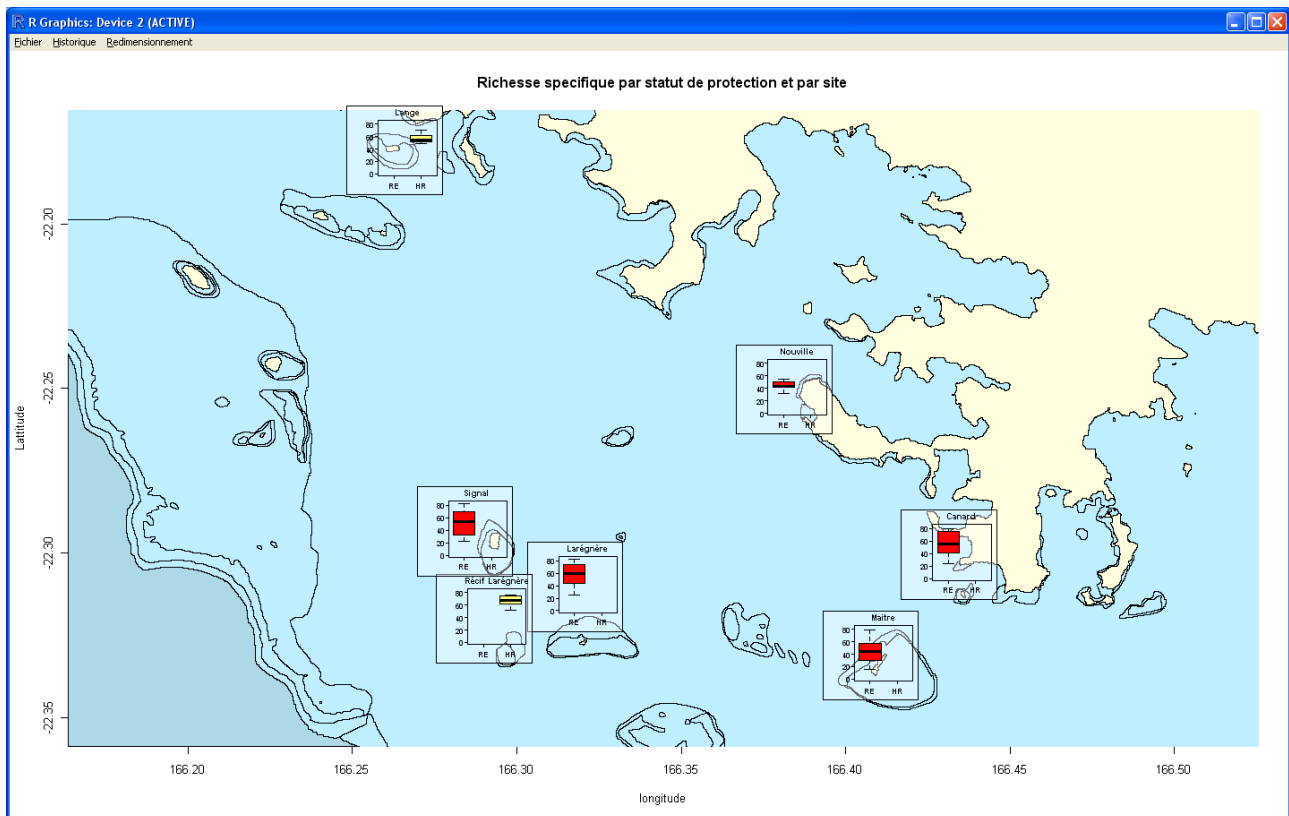 R Graphics: Device 2 (ACTIVE)
Fichier Historique Redimensionnement
Richesse specifique par statut de protection et par site
Lange
80
60
40
20
0
RE HR
-22.20
Nouville
80
60
40
20
0
RE HR
-22.25
Lattitude
Signal
80
60
40
20
0
RE HR
Canard
80
60
40
20
0
RE HR
-22.30
Larégnère
80
60
40
20
0
RE HR
Récif Larégnère
80
60
40
20
0
RE HR
Maitre
80
60
40
20
0
RE HR
-22.35
166.20 166.25 166.30 166.35 166.40 166.45 166.50
longitude